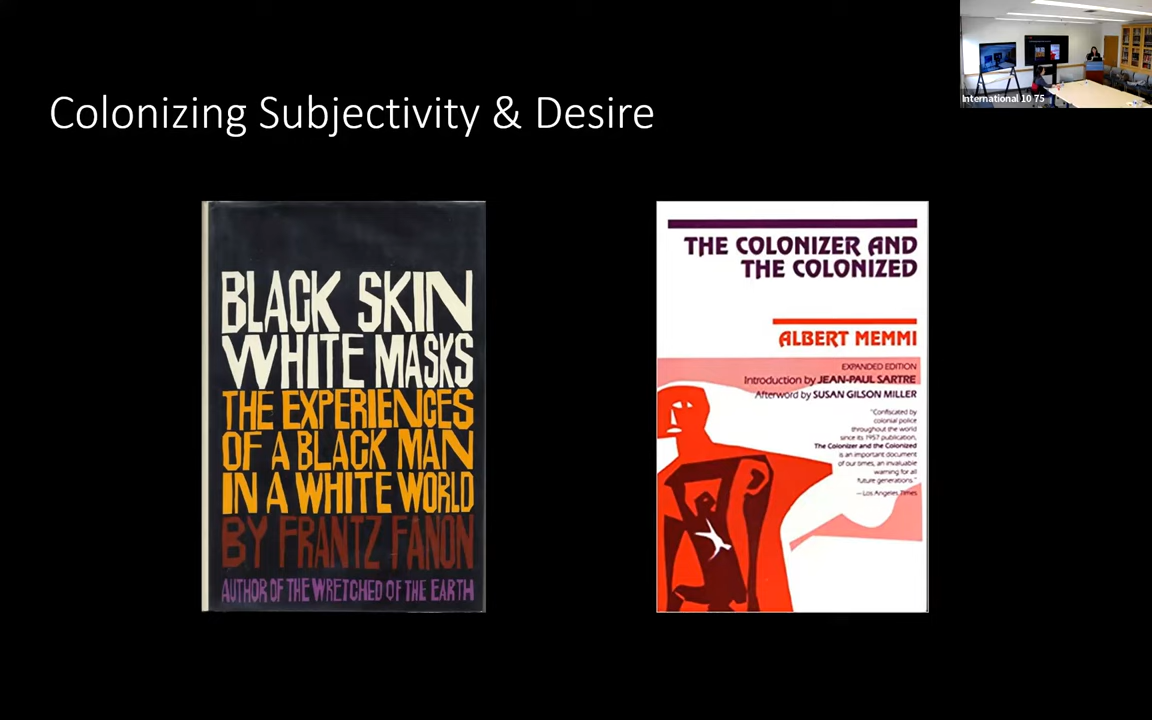 Colonizing Subjectivity & Desire
International 10 75
BLACK SKIN
WHITE MASKS
THE EXPERIENCES
OF A BLACK MAN
IN A WHITE WORLD
BY FRANTZ FANON
AUTHOR OF THE WRETCHED OF THE EARTH
THE COLONIZER AND
THE COLONIZED
ALBERT MEMMI
EXPANDED EDITION
Introduction by JEAN-PAUL SARTRE
Afterword by SUSAN GILSON MILLER
"Confiscated by
colonial police
throughout the world
since its 1957 publication,
The Colonizer and the Colonized
is an important document
of our times, an invaluable
warning for all
future generations."
—Los Angeles Times